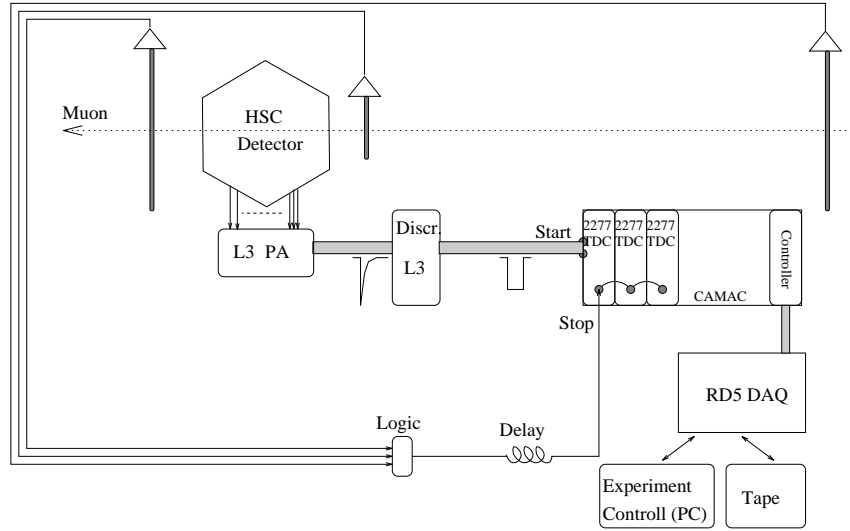 Muon
HSC
Detector
L3 PA
Discr.
L3
Start
2277
TDC
2277
TDC
2277
TDC
Controller
CAMAC
Stop
RD5 DAQ
Logic
Delay
Experiment
Controll (PC)
Tape